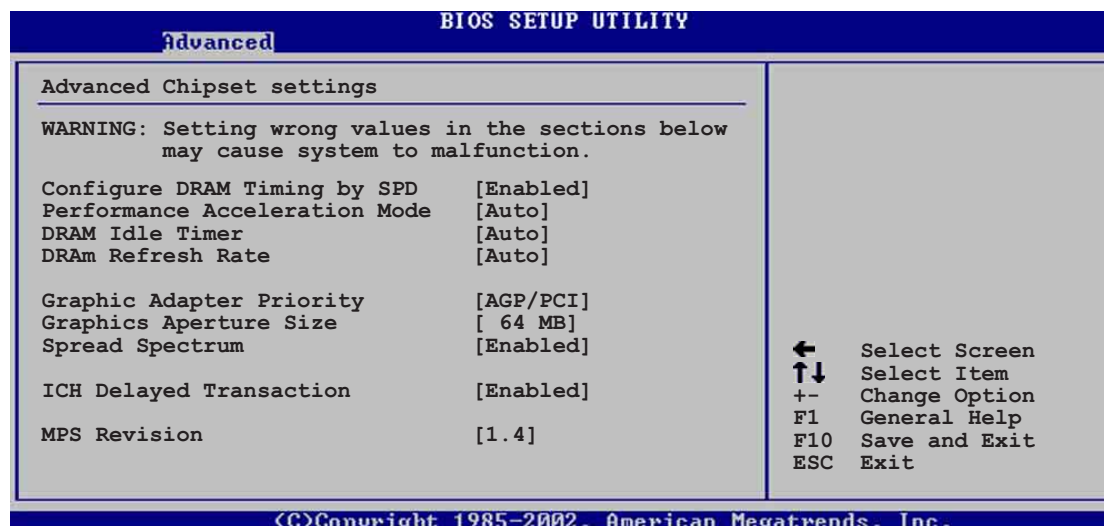 BIOS SETUP UTILITY
Advanced
Advanced Chipset settings
WARNING: Setting wrong values in the sections below
may cause system to malfunction.
Configure DRAM Timing by SPD [Enabled]
Performance Acceleration Mode [Auto]
DRAM Idle Timer [Auto]
DRAm Refresh Rate [Auto]
Graphic Adapter Priority [AGP/PCI]
Graphics Aperture Size [ 64 MB]
Spread Spectrum [Enabled]
ICH Delayed Transaction [Enabled]
MPS Revision [1.4]
← Select Screen
↑↓ Select Item
+- Change Option
F1 General Help
F10 Save and Exit
ESC Exit
(C)Copyright 1985-2002, American Megatrends, Inc.